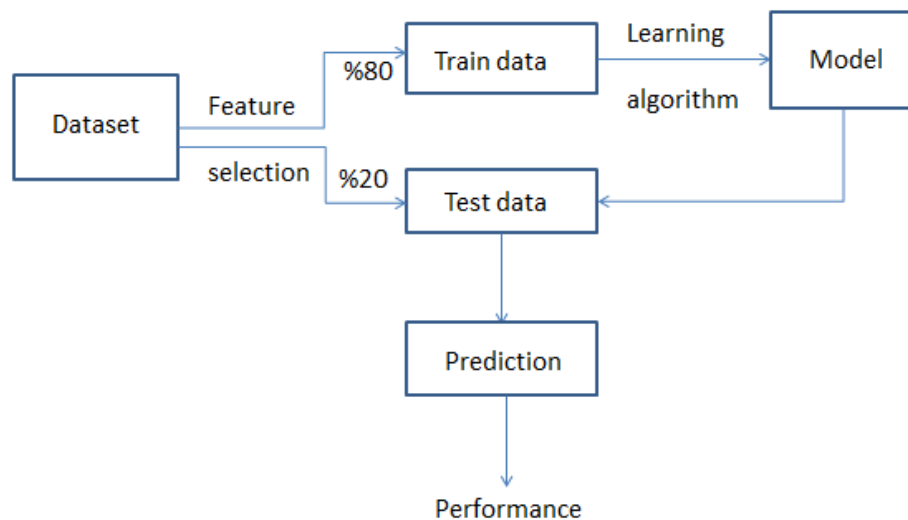 Dataset
Feature
selection
%80
%20
Train data
Learning
algorithm
Model
Test data
Prediction
Performance